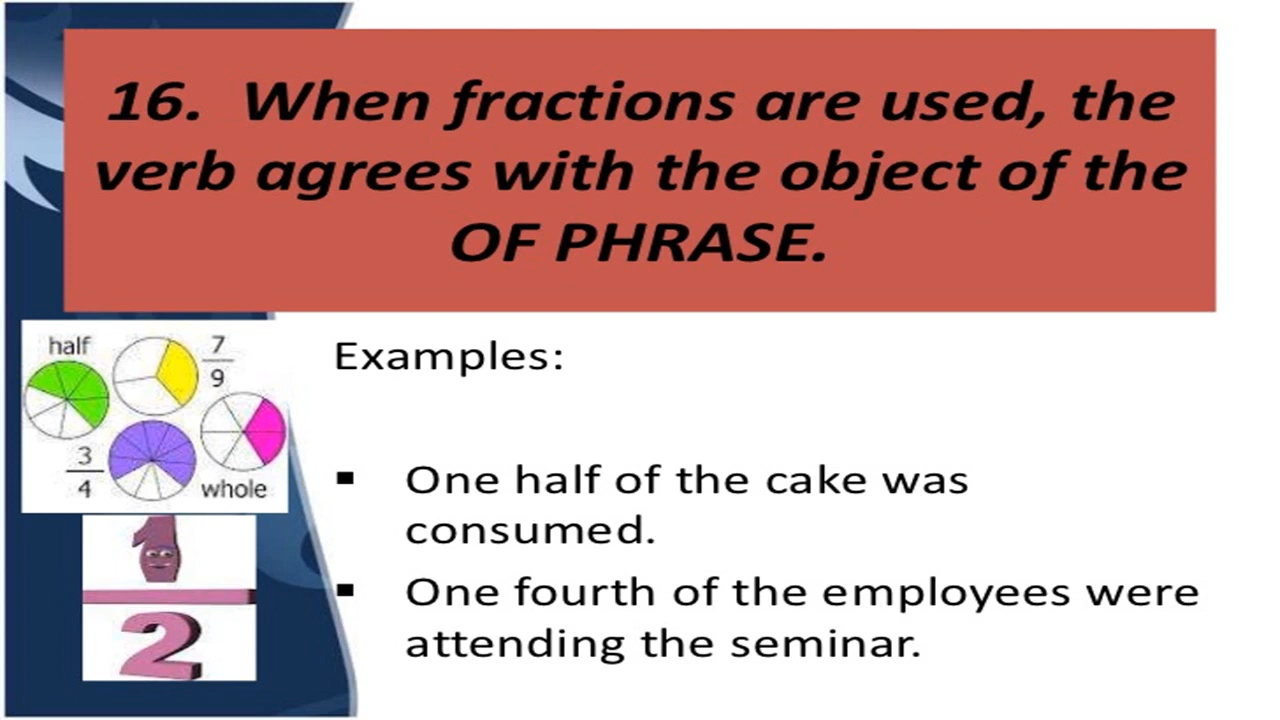 16. When fractions are used, the
verb agrees with the object of the
OF PHRASE.
half
7
9
3
4
whole
1
2
Examples:
▪ One half of the cake was
consumed.
▪ One fourth of the employees were
attending the seminar.